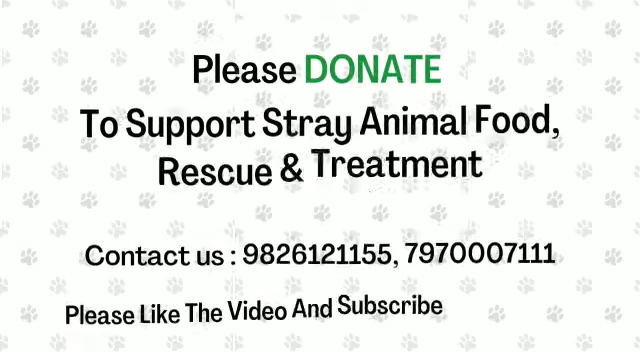 Please DONATE
To Support Stray Animal Food,
Rescue & Treatment
Contact us : 9826121155, 7970007111
Please Like The Video And Subscribe